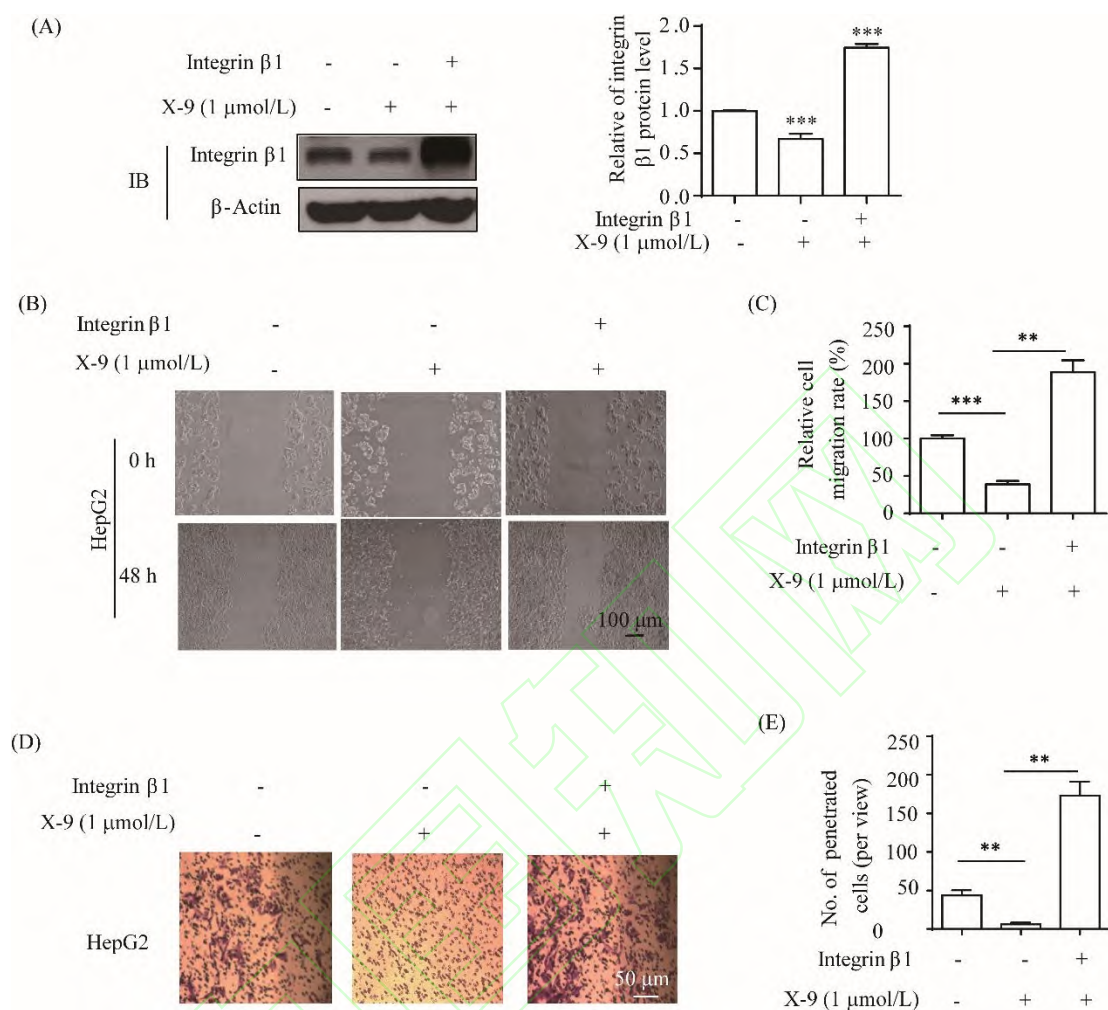 (A)
Integrin β1 - - +
X-9 (1 μmol/L) - + +
IB
Integrin β1
β-Actin
Relative of integrin
β1 protein level
2.0
1.5
1.0
0.5
0.0
*** ***
Integrin β1 - - +
X-9 (1 μmol/L) - + +
(B)
Integrin β1 - - +
X-9 (1 μmol/L) - + +
HepG2
0 h
48 h
100 μm
(C)
Relative cell
migration rate (%)
250
200
150
100
50
0
*** **
Integrin β1 - - +
X-9 (1 μmol/L) - + +
(D)
Integrin β1 - - +
X-9 (1 μmol/L) - + +
HepG2
50 μm
(E)
No. of penetrated
cells (per view)
250
200
150
100
50
0
** **
Integrin β1 - - +
X-9 (1 μmol/L) - + +